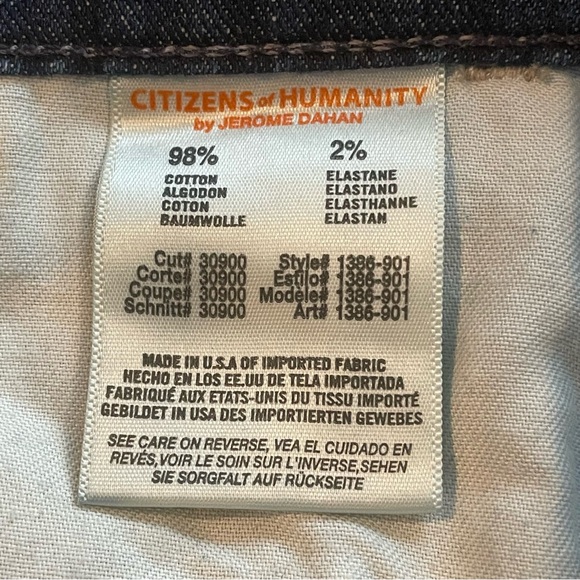 CITIZENS of HUMANITY
by JEROME DAHAN
98% 2%
COTTON ELASTANE
ALGODON ELASTANO
COTON ELASTHANNE
BAUMWOLLE ELASTAN
Cut# 30900 Style# 1386-901
Corte# 30900 Estilo# 1386-901
Coupe# 30900 Modele# 1386-901
Schnitt# 30900 Art# 1386-901
MADE IN U.S.A OF IMPORTED FABRIC
HECHO EN LOS EE.UU DE TELA IMPORTADA
FABRIQUÉ AUX ETATS-UNIS DU TISSU IMPORTÉ
GEBILDET IN USA DES IMPORTIERTEN GEWEBES
SEE CARE ON REVERSE, VEA EL CUIDADO EN
REVÉS,VOIR LE SOIN SUR L'INVERSE,SEHEN
SIE SORGFALT AUF RÜCKSEITE